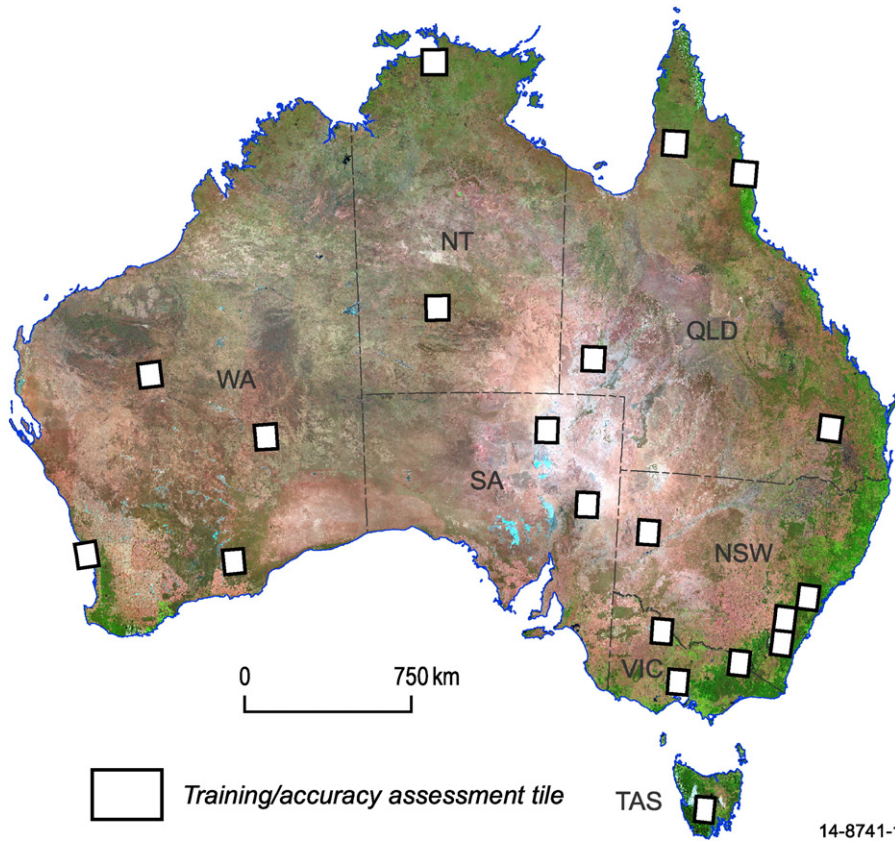 NT
QLD
WA
SA
NSW
VIC
0 750 km
Training/accuracy assessment tile
TAS